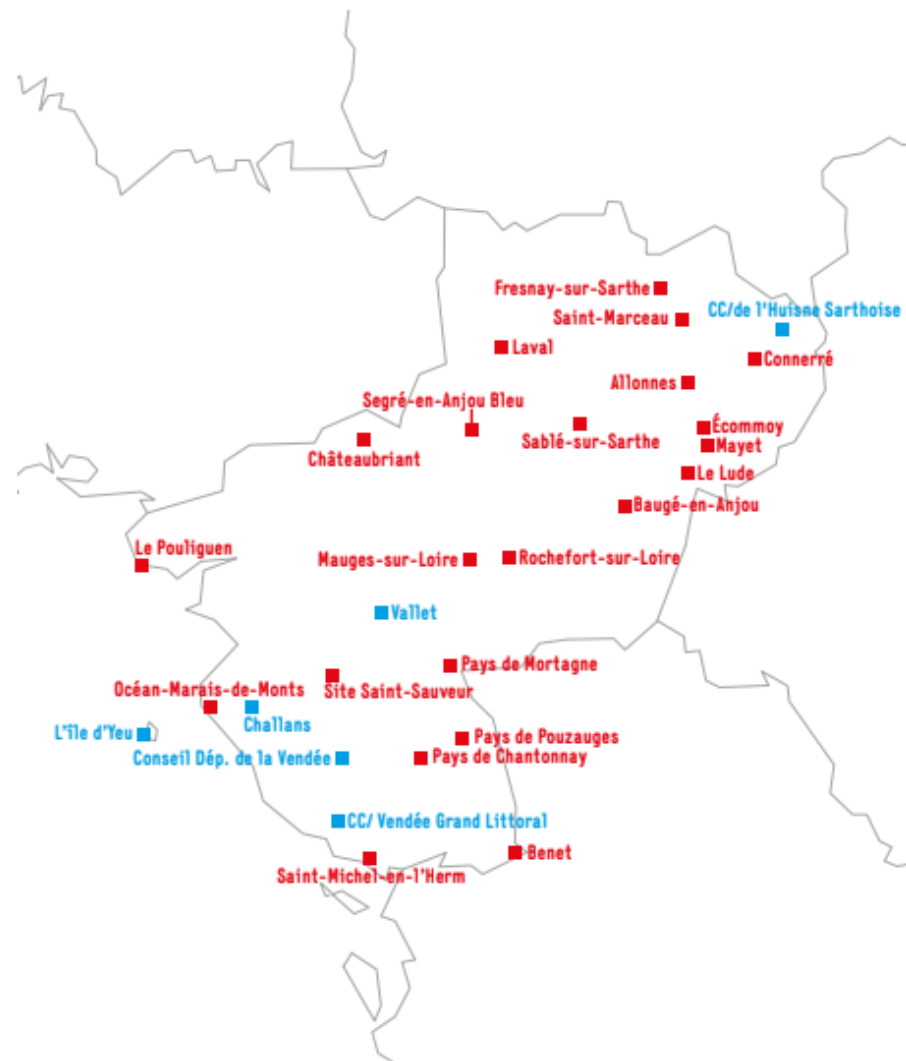 Fresnay-sur-Sarthe
CC/de l'Huisne Sarthoise
Saint-Marceau
Laval
Connerré
Allonnes
Segré-en-Anjou Bleu
Écommoy
Sablé-sur-Sarthe
Mayet
Châteaubriant
Le Lude
Baugé-en-Anjou
Le Pouliguen
Mauges-sur-Loire
Rochefort-sur-Loire
Vallet
Pays de Mortagne
Océan-Marais-de-Monts
Site Saint-Sauveur
Challans
L'île d'Yeu
Pays de Pouzauges
Conseil Dép. de la Vendée
Pays de Chantonnay
CC/ Vendée Grand Littoral
Benet
Saint-Michel-en-l'Herm